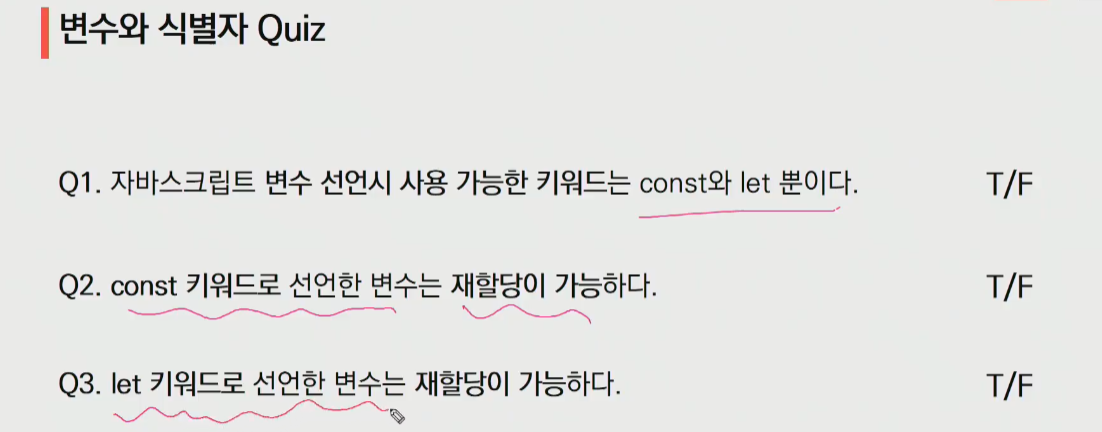 변수와 식별자 Quiz
Q1. 자바스크립트 변수 선언시 사용 가능한 키워드는 const와 let 뿐이다. T/F
Q2. const 키워드로 선언한 변수는 재할당이 가능하다. T/F
Q3. let 키워드로 선언한 변수는 재할당이 가능하다. T/F